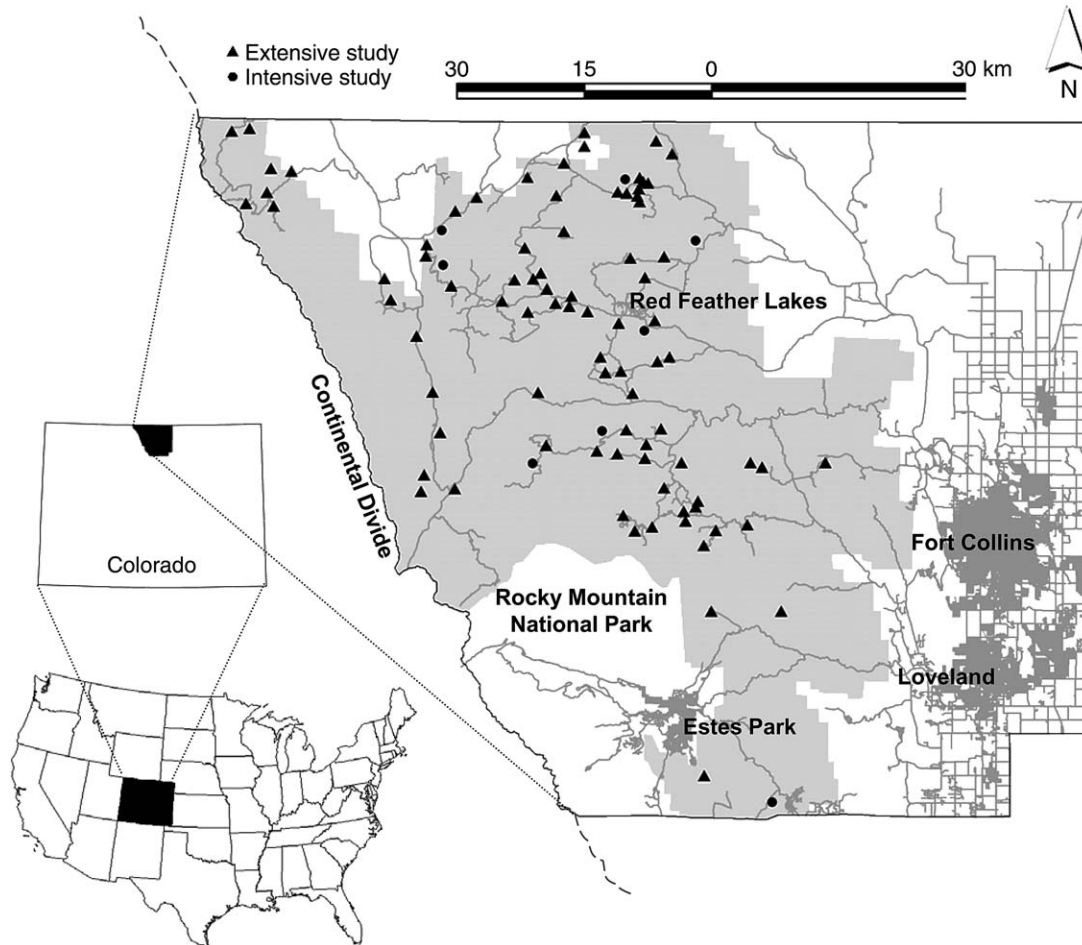 Extensive study
Intensive study
30 15 0 30 km
N
Red Feather Lakes
Continental Divide
Colorado
Fort Collins
Rocky Mountain
National Park
Loveland
Estes Park